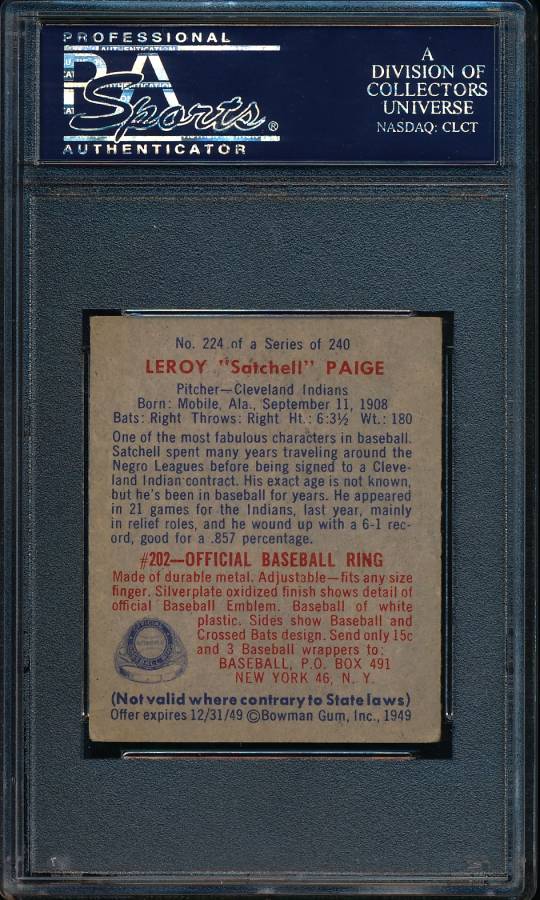 PROFESSIONAL
PSA
Sports®
AUTHENTICATOR
A
DIVISION OF
COLLECTORS
UNIVERSE
NASDAQ: CLCT
No. 224 of a Series of 240
LEROY "Satchell" PAIGE
Pitcher—Cleveland Indians
Born: Mobile, Ala., September 11, 1908
Bats: Right Throws: Right Ht.: 6:3½ Wt.: 180
One of the most fabulous characters in baseball.
Satchell spent many years traveling around the
Negro Leagues before being signed to a Cleve-
land Indian contract. His exact age is not known,
but he's been in baseball for years. He appeared
in 21 games for the Indians, last year, mainly
in relief roles, and he wound up with a 6-1 rec-
ord, good for a .857 percentage.
#202—OFFICIAL BASEBALL RING
Made of durable metal. Adjustable—fits any size
finger. Silverplate oxidized finish shows detail of
official Baseball Emblem. Baseball of white
plastic. Sides show Baseball and
Crossed Bats design. Send only 15c
and 3 Baseball wrappers to:
BASEBALL, P.O. BOX 491
NEW YORK 46, N. Y.
(Not valid where contrary to State laws)
Offer expires 12/31/49 ©Bowman Gum, Inc., 1949